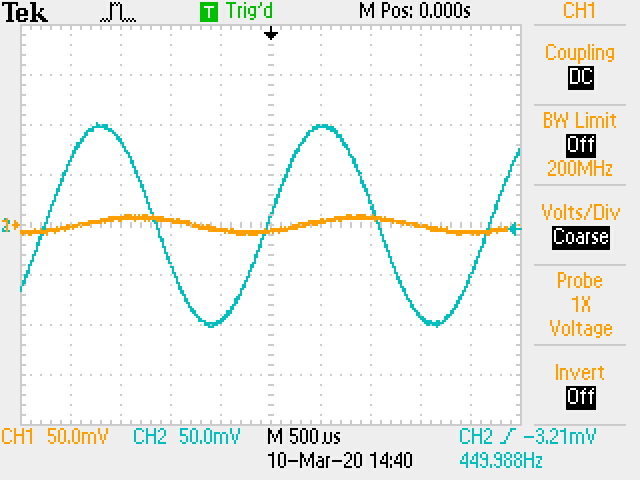 Tek T Trig'd M Pos: 0.000s CH1
Coupling
DC
BW Limit
Off
200MHz
2
Volts/Div
Coarse
Probe
1X
Voltage
Invert
Off
CH1 50.0mV CH2 50.0mV M 500µs CH2 −3.21mV
10-Mar-20 14:40 449.988Hz